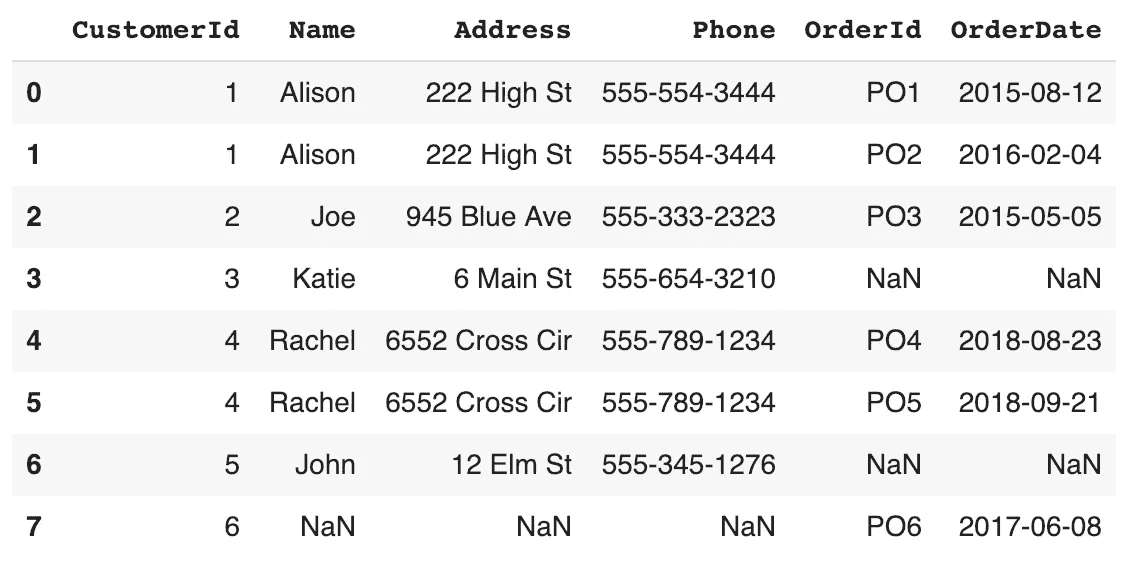 CustomerId Name Address Phone OrderId OrderDate
0 1 Alison 222 High St 555-554-3444 PO1 2015-08-12
1 1 Alison 222 High St 555-554-3444 PO2 2016-02-04
2 2 Joe 945 Blue Ave 555-333-2323 PO3 2015-05-05
3 3 Katie 6 Main St 555-654-3210 NaN NaN
4 4 Rachel 6552 Cross Cir 555-789-1234 PO4 2018-08-23
5 4 Rachel 6552 Cross Cir 555-789-1234 PO5 2018-09-21
6 5 John 12 Elm St 555-345-1276 NaN NaN
7 6 NaN NaN NaN PO6 2017-06-08